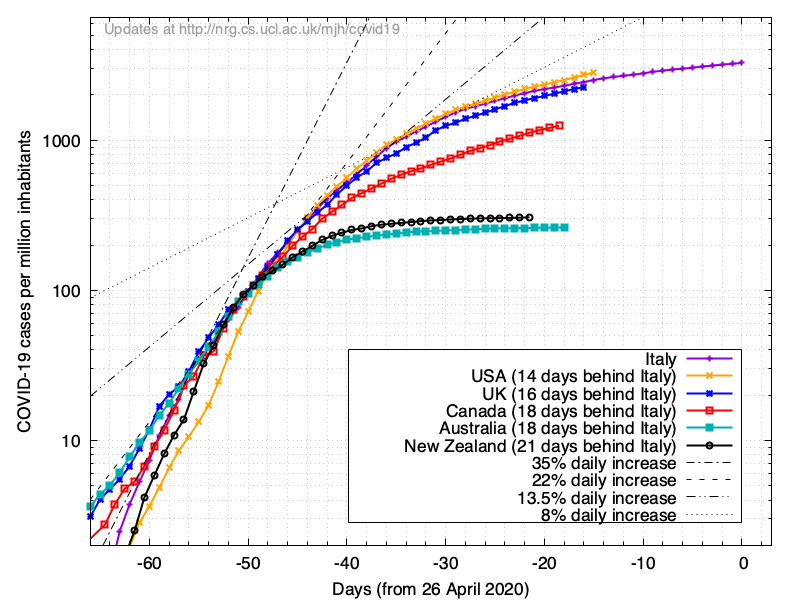 Updates at http://nrg.cs.ucl.ac.uk/mjh/covid19
COVID-19 cases per million inhabitants
1000
100
10
Italy
USA (14 days behind Italy)
UK (16 days behind Italy)
Canada (18 days behind Italy)
Australia (18 days behind Italy)
New Zealand (21 days behind Italy)
35% daily increase
22% daily increase
13.5% daily increase
8% daily increase
-60 -50 -40 -30 -20 -10 0
Days (from 26 April 2020)